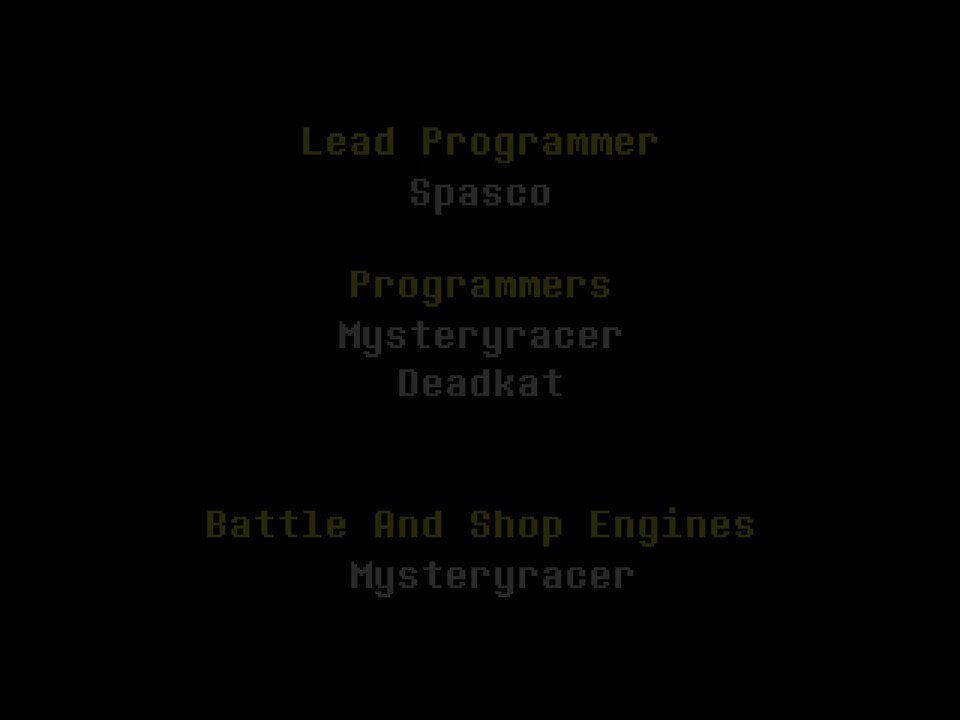 Lead Programmer
Spasco
Programmers
Mysteryracer
Deadkat
Battle And Shop Engines
Mysteryracer